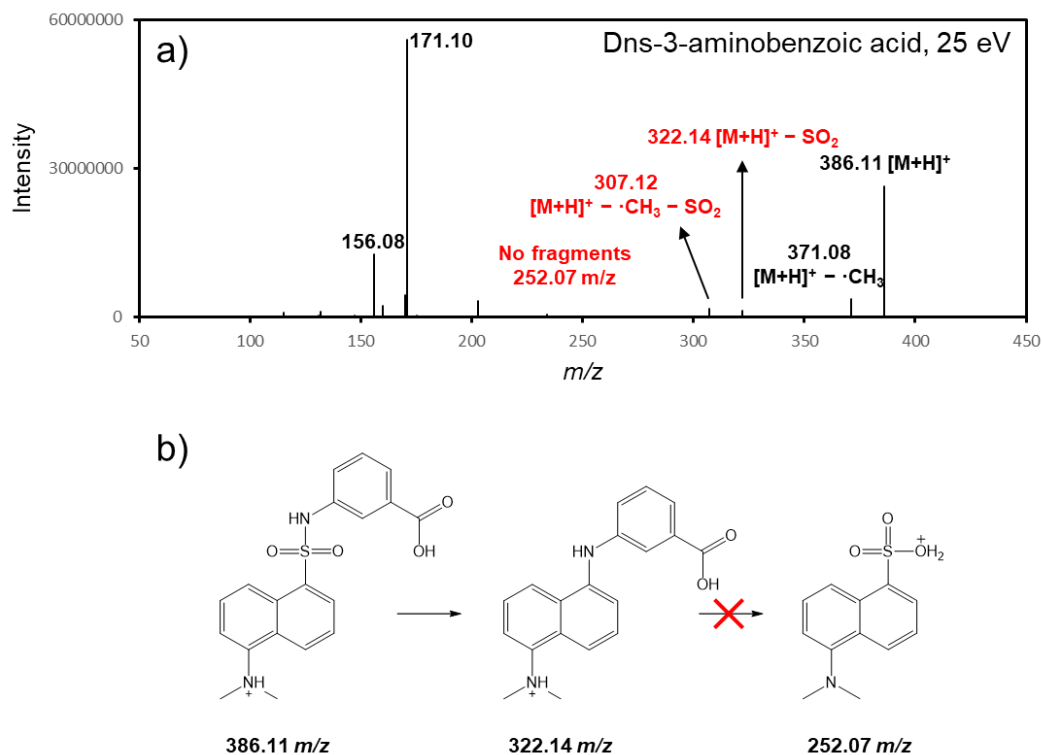 a)
Dns-3-aminobenzoic acid, 25 eV
60000000
30000000
0
Intensity
171.10
156.08
322.14 [M+H]⁺ − SO₂
386.11 [M+H]⁺
307.12
[M+H]⁺ − ·CH₃ − SO₂
No fragments
252.07 m/z
371.08
[M+H]⁺ − ·CH₃
50 100 150 200 250 300 350 400 450
m/z
b)
HN
O
OH
O
S
O
NH
+
386.11 m/z
HN
O
OH
NH
+
322.14 m/z
O
S
O
+
OH₂
N
252.07 m/z